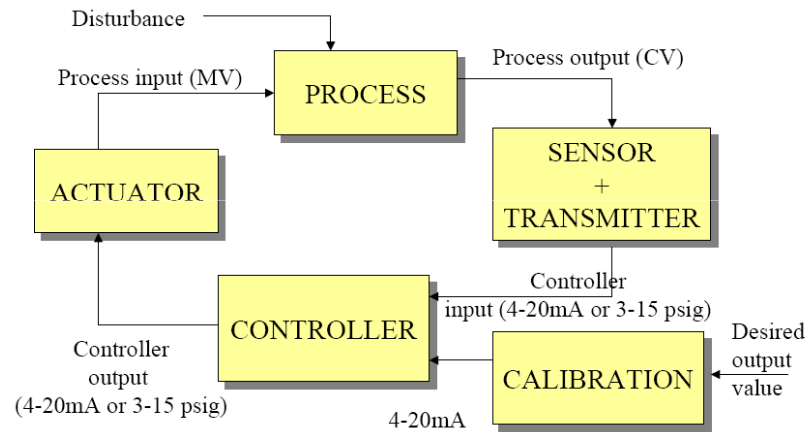 Disturbance
Process input (MV)
PROCESS
Process output (CV)
ACTUATOR
SENSOR
+
TRANSMITTER
CONTROLLER
Controller
input (4-20mA or 3-15 psig)
Controller
output
(4-20mA or 3-15 psig)
CALIBRATION
4-20mA
Desired
output
value